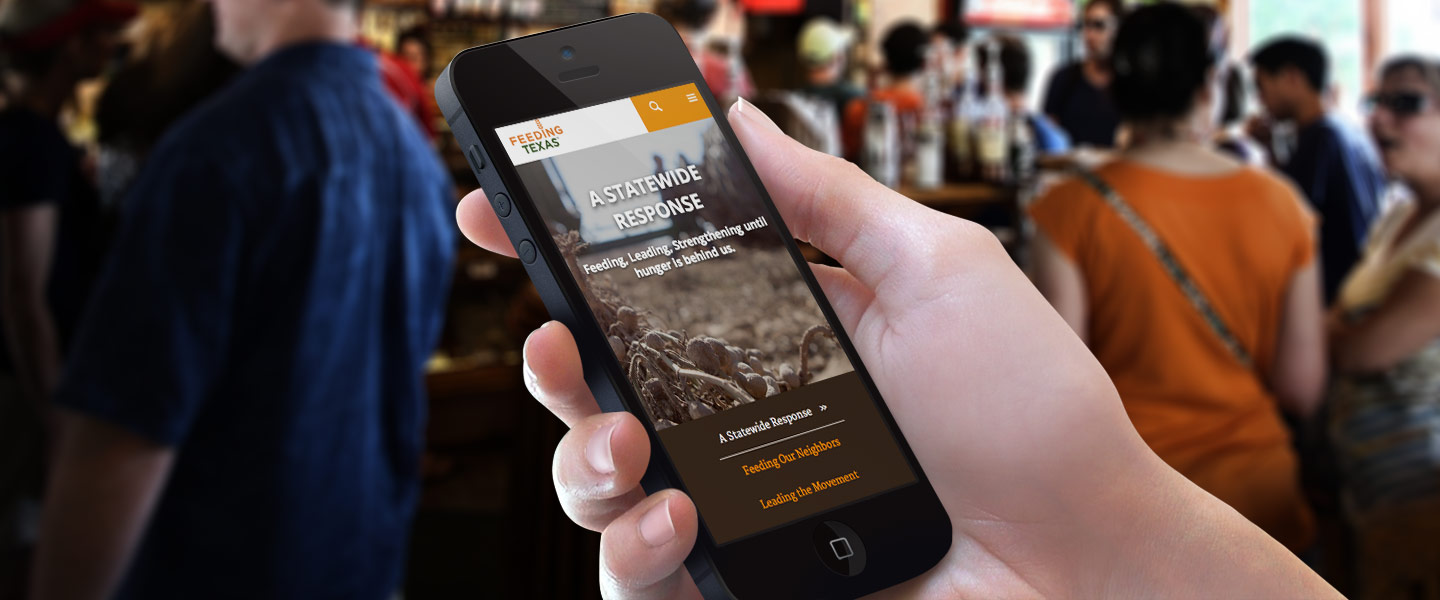 FEEDING
TEXAS
A STATEWIDE
RESPONSE
Feeding, Leading, Strengthening until
hunger is behind us.
A Statewide Response »
Feeding Our Neighbors
Leading the Movement